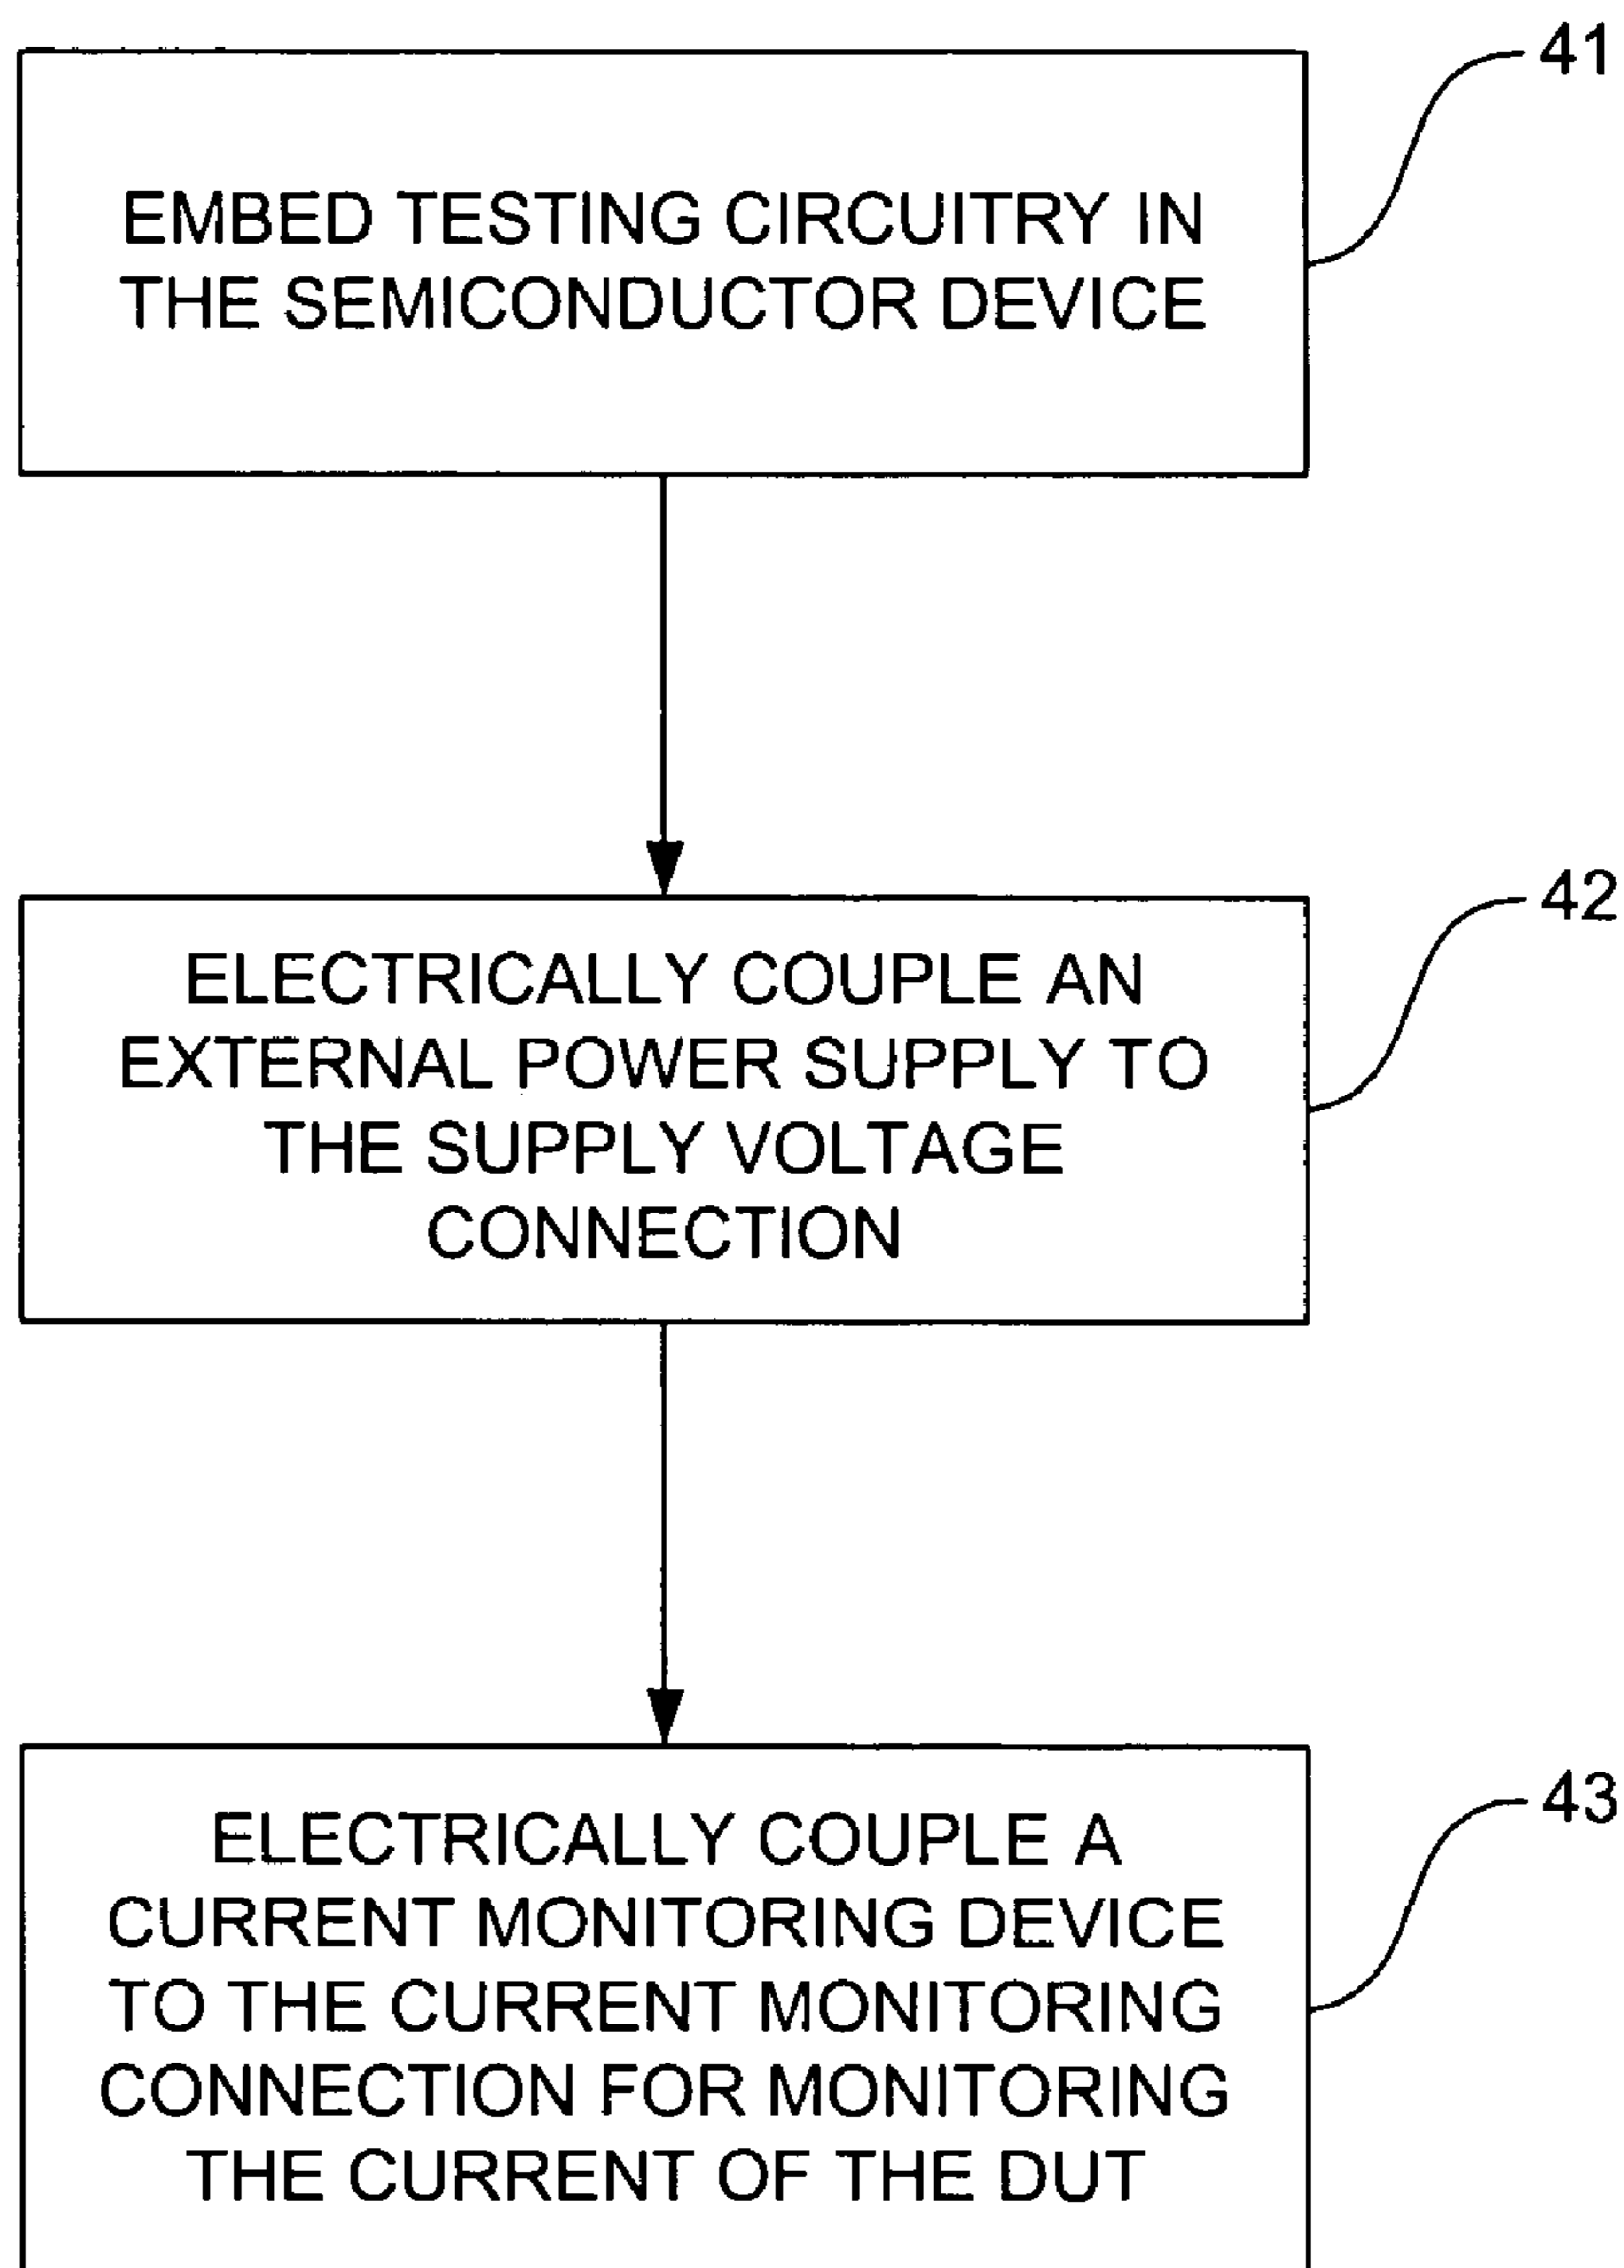 41
EMBED TESTING CIRCUITRY IN
THE SEMICONDUCTOR DEVICE
42
ELECTRICALLY COUPLE AN
EXTERNAL POWER SUPPLY TO
THE SUPPLY VOLTAGE
CONNECTION
43
ELECTRICALLY COUPLE A
CURRENT MONITORING DEVICE
TO THE CURRENT MONITORING
CONNECTION FOR MONITORING
THE CURRENT OF THE DUT